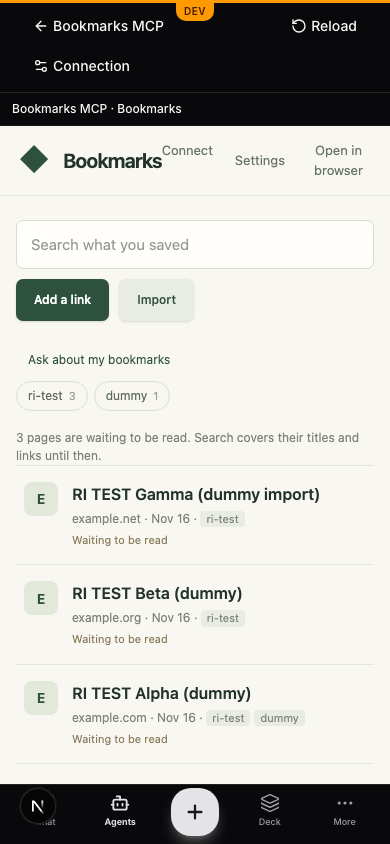 DEV
Bookmarks MCP
Reload
Connection
Bookmarks MCP · Bookmarks
Bookmarks
Connect
Settings
Open in
browser
Search what you saved
Add a link
Import
Ask about my bookmarks
ri-test 3
dummy 1
3 pages are waiting to be read. Search covers their titles and
links until then.
E
RI TEST Gamma (dummy import)
example.net · Nov 16 · ri-test
Waiting to be read
E
RI TEST Beta (dummy)
example.org · Nov 16 · ri-test
Waiting to be read
E
RI TEST Alpha (dummy)
example.com · Nov 16 · ri-test dummy
Waiting to be read
N
Agents
Deck
More